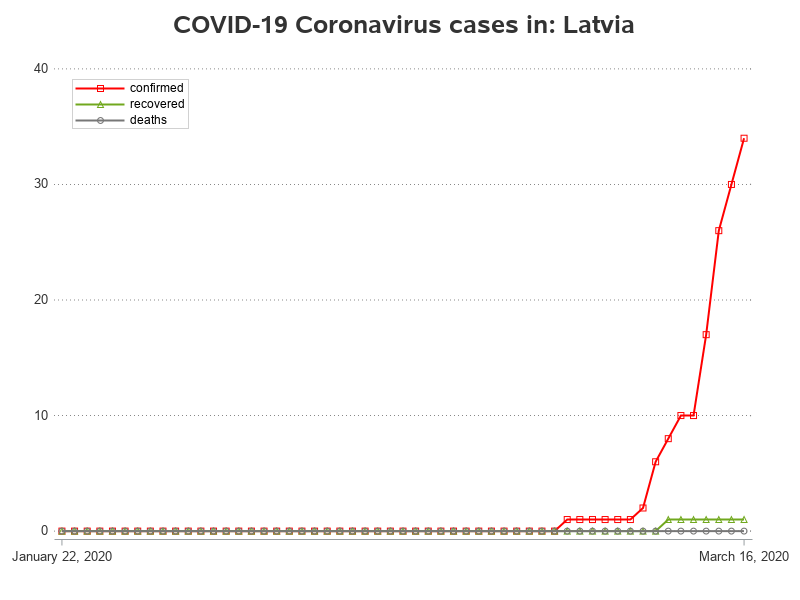 COVID-19 Coronavirus cases in: Latvia
40
confirmed
recovered
deaths
30
20
10
0
January 22, 2020
March 16, 2020